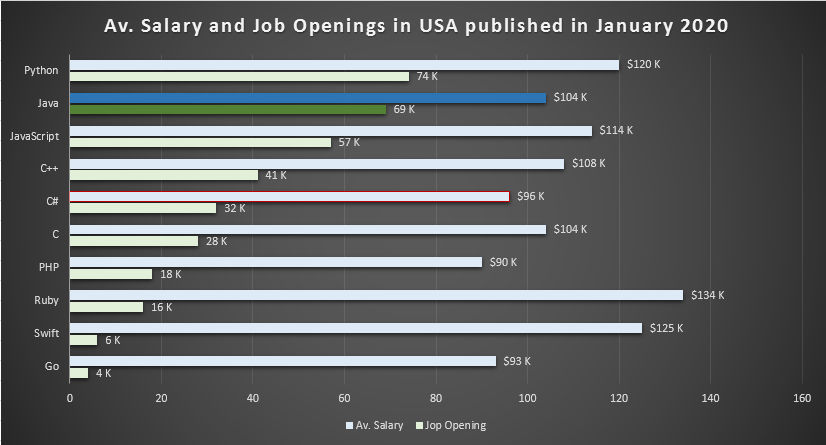 Av. Salary and Job Openings in USA published in January 2020
Python
$120 K
74 K
Java
$104 K
69 K
JavaScript
$114 K
57 K
C++
$108 K
41 K
C#
$96 K
32 K
C
$104 K
28 K
PHP
$90 K
18 K
Ruby
$134 K
16 K
Swift
$125 K
6 K
Go
$93 K
4 K
0 20 40 60 80 100 120 140 160
Av. Salary Jop Opening